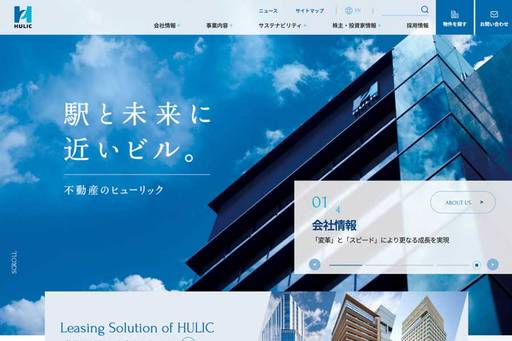 HULIC
ニュース
サイトマップ
EN
会社情報
事業内容
サステナビリティ
株主・投資家情報
採用情報
物件を探す
お問い合わせ
HULIC
駅と未来に
近いビル。
不動産のヒューリック
01
4
ABOUT US
会社情報
「変革」と「スピード」により更なる成長を実現
SCROLL
Leasing Solution of HULIC